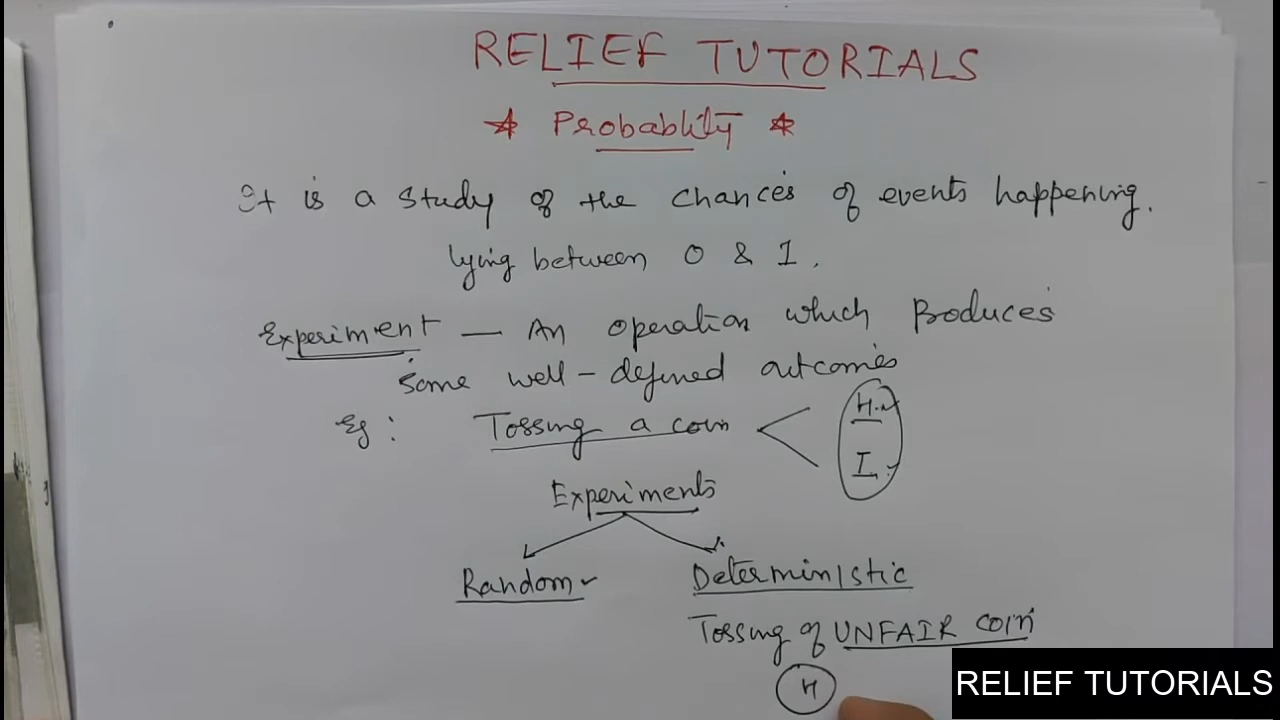 RELIEF TUTORIALS
Probablity
It is a study of the chances of events happening.
lying between 0 & 1.
Experiment — An operation which Produces
some well-defined outcomes
Eg: Tossing a coin
H
T
Experiments
Random Deterministic
Tossing of UNFAIR coin
H
RELIEF TUTORIALS